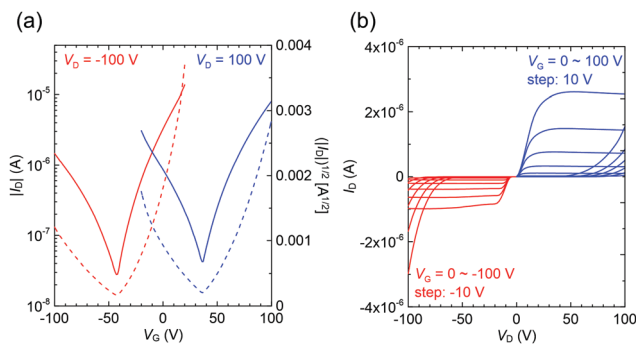 (a)
V_D = -100 V
V_D = 100 V
10^-5
10^-6
10^-7
10^-8
|I_D| (A)
0.004
0.003
0.002
0.001
0
(|I_D|)^1/2 [A^1/2]
-100 -50 0 50 100
V_G (V)
(b)
4x10^-6
2x10^-6
0
-2x10^-6
-4x10^-6
I_D (A)
V_G = 0 ~ 100 V
step: 10 V
V_G = 0 ~ -100 V
step: -10 V
-100 -50 0 50 100
V_D (V)